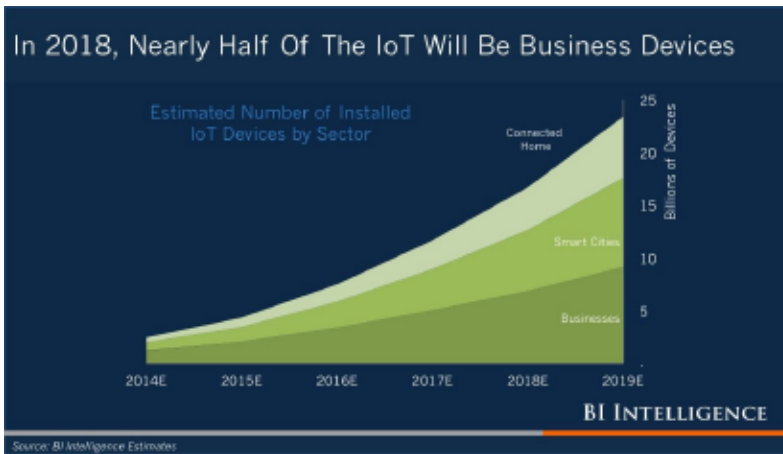 In 2018, Nearly Half Of The IoT Will Be Business Devices
Estimated Number of Installed
IoT Devices by Sector
Connected
Home
Smart Cities
Businesses
25
20
15
10
5
.
Billions of Devices
2014E 2015E 2016E 2017E 2018E 2019E
BI INTELLIGENCE
Source: BI Intelligence Estimates